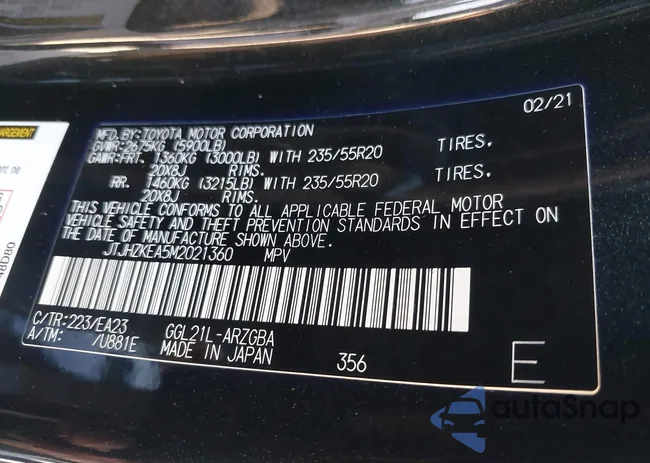 02/21
MFD.BY:TOYOTA MOTOR CORPORATION
GVWR:2675KG (5900LB)
GAWR:FRT. 1360KG (3000LB) WITH 235/55R20 TIRES.
20X8J RIMS.
RR. 1460KG (3215LB) WITH 235/55R20 TIRES.
20X8J RIMS.
THIS VEHICLE CONFORMS TO ALL APPLICABLE FEDERAL MOTOR
VEHICLE SAFETY AND THEFT PREVENTION STANDARDS IN EFFECT ON
THE DATE OF MANUFACTURE SHOWN ABOVE.
JTJHZKEA5M2021360 MPV
C/TR:223/EA23 GGL21L-ARZGBA
A/TM: /U881E MADE IN JAPAN 356
E
autoSnap